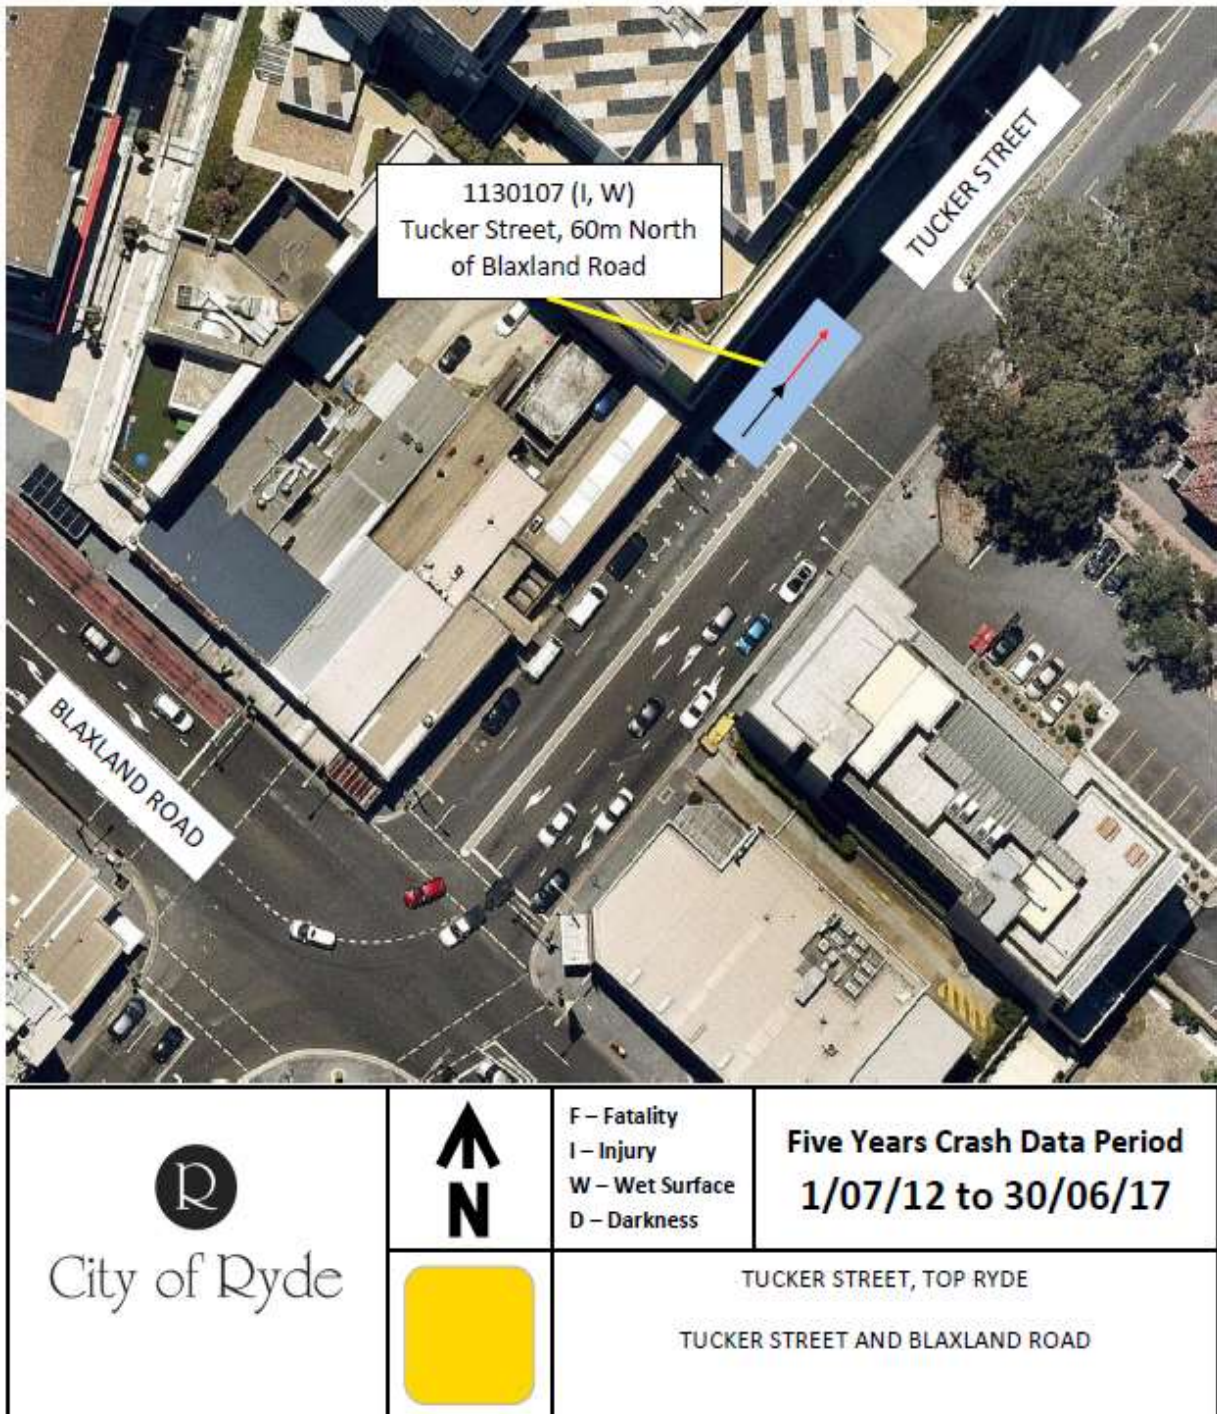 TUCKER STREET
1130107 (I, W)
Tucker Street, 60m North
of Blaxland Road
BLAXLAND ROAD
R
City of Ryde
N
F – Fatality
I – Injury
W – Wet Surface
D – Darkness
Five Years Crash Data Period
1/07/12 to 30/06/17
TUCKER STREET, TOP RYDE
TUCKER STREET AND BLAXLAND ROAD